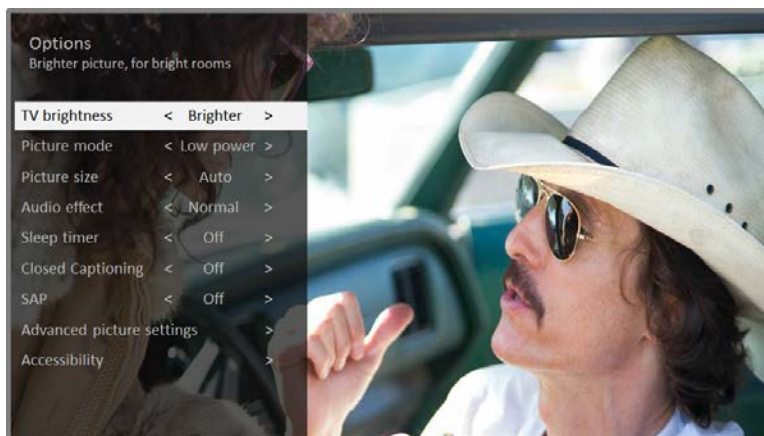 Options
Brighter picture, for bright rooms
TV brightness < Brighter >
Picture mode < Low power >
Picture size < Auto >
Audio effect < Normal >
Sleep timer < Off >
Closed Captioning < Off >
SAP < Off >
Advanced picture settings >
Accessibility >